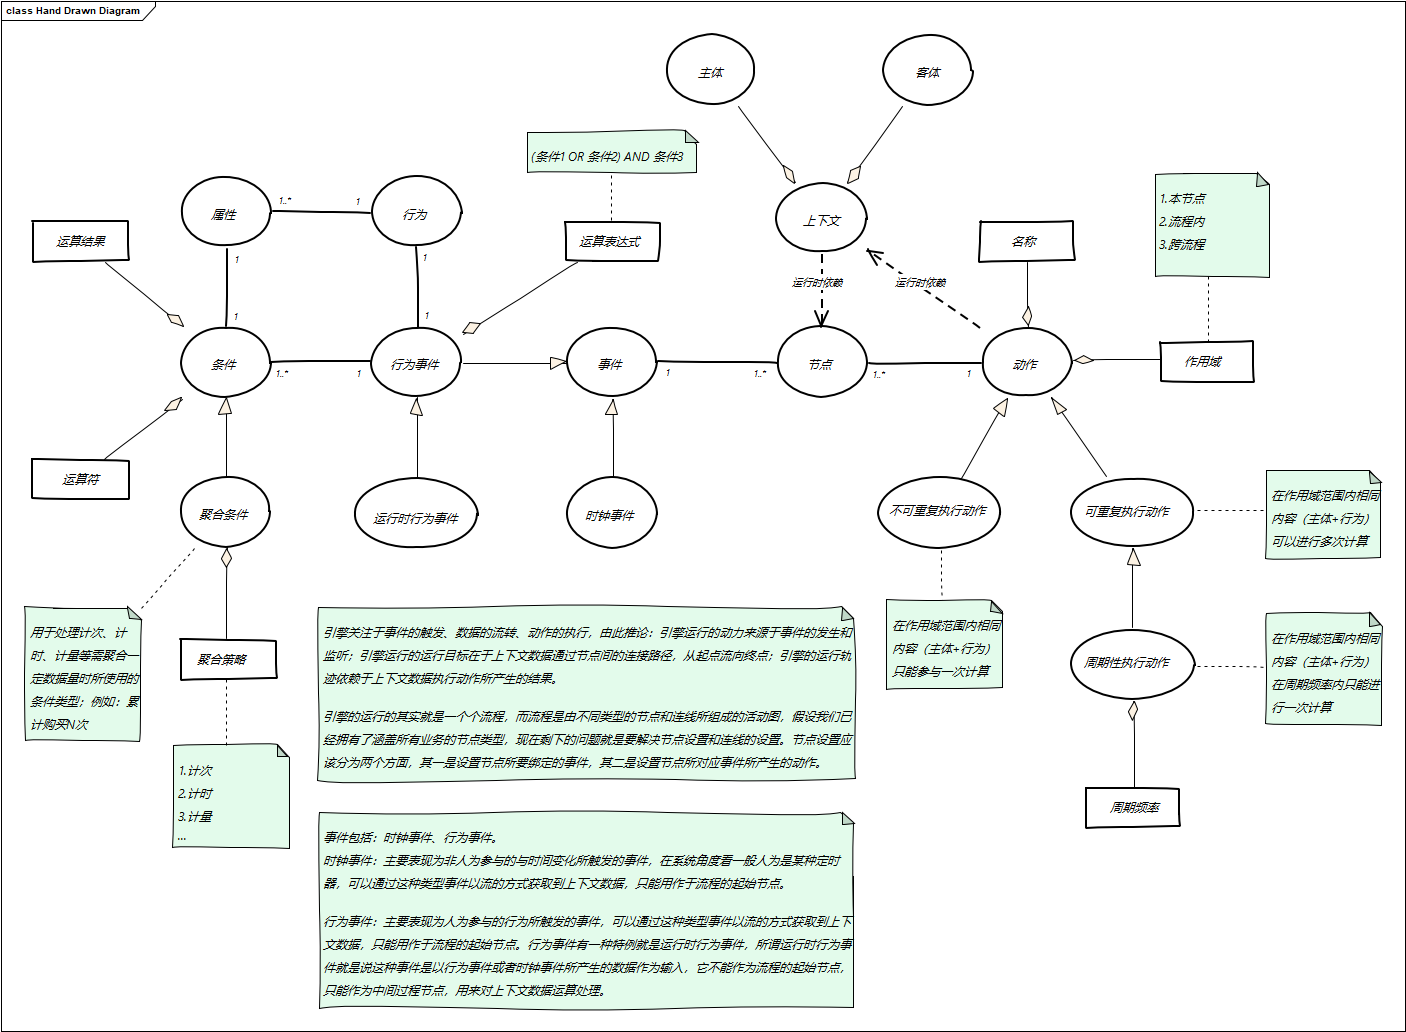 class Hand Drawn Diagram
主体
客体
(条件1 OR 条件2) AND 条件3
1.本节点
2.流程内
3.跨流程
属性
1..*
1
行为
上下文
运算结果
运算表达式
名称
1
1
运行时依赖
运行时依赖
1
1
条件
1..*
1
行为事件
事件
1
1..*
节点
1..*
1
动作
作用域
运算符
聚合条件
运行时行为事件
时钟事件
不可重复执行动作
可重复执行动作
在作用域范围内相同
内容（主体+行为）
可以进行多次计算
用于处理计次、计
时、计量等需聚合一
定数据量时所使用的
条件类型；例如：累
计购买N次
聚合策略
1.计次
2.计时
3.计量
...
引擎关注于事件的触发、数据的流转、动作的执行，由此推论：引擎运行的动力来源于事件的发生和
监听；引擎运行的运行目标在于上下文数据通过节点间的连接路径，从起点流向终点；引擎的运行轨
迹依赖于上下文数据执行动作所产生的结果。
引擎的运行的其实就是一个个流程，而流程是由不同类型的节点和连线所组成的活动图，假设我们已
经拥有了涵盖所有业务的节点类型，现在剩下的问题就是要解决节点设置和连线的设置。节点设置应
该分为两个方面，其一是设置节点所要绑定的事件，其二是设置节点所对应事件所产生的动作。
在作用域范围内相同
内容（主体+行为）
只能参与一次计算
周期性执行动作
在作用域范围内相同
内容（主体+行为）
在周期频率内只能进
行一次计算
周期频率
事件包括：时钟事件、行为事件。
时钟事件：主要表现为非人为参与的与时间变化所触发的事件，在系统角度看一般人为是某种定时
器，可以通过这种类型事件以流的方式获取到上下文数据，只能用作于流程的起始节点。
行为事件：主要表现为人为参与的行为所触发的事件，可以通过这种类型事件以流的方式获取到上下
文数据，只能用作于流程的起始节点。行为事件有一种特例就是运行时行为事件，所谓运行时行为事
件就是说这种事件是以行为事件或者时钟事件所产生的数据作为输入，它不能作为流程的起始节点，
只能作为中间过程节点，用来对上下文数据运算处理。